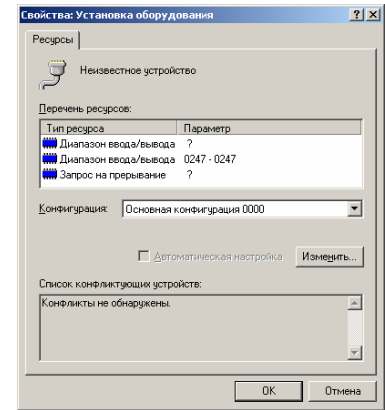 Свойства: Установка оборудования
Ресурсы
Неизвестное устройство
Перечень ресурсов:
Тип ресурса Параметр
Диапазон ввода/вывода ?
Диапазон ввода/вывода 0247 - 0247
Запрос на прерывание ?
Конфигурация: Основная конфигурация 0000
Автоматическая настройка Изменить...
Список конфликтующих устройств:
Конфликты не обнаружены.
OK Отмена